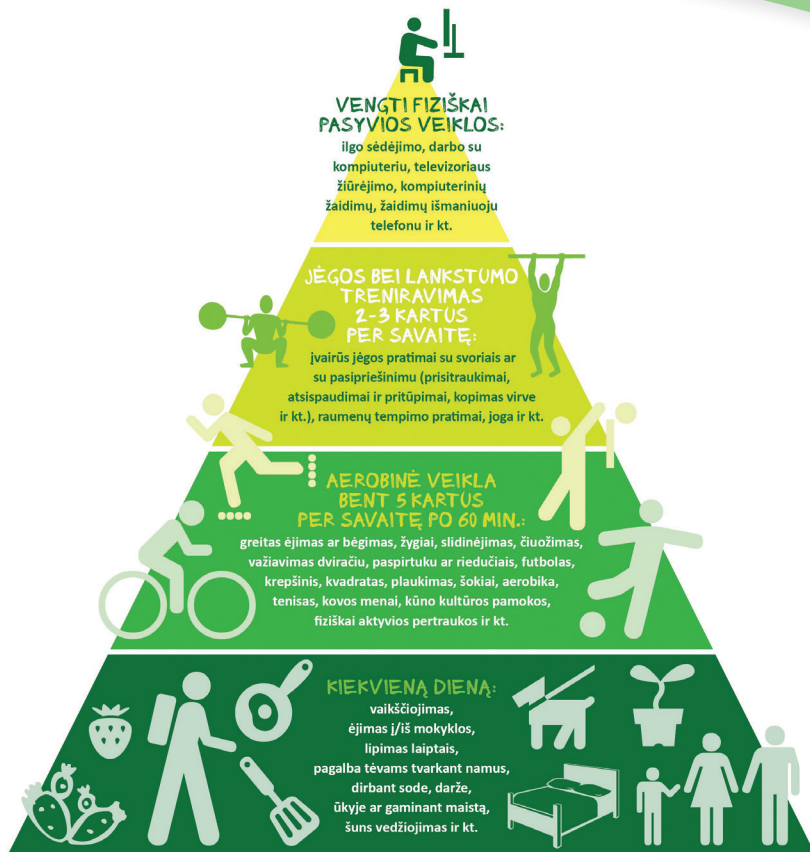 VENGTI FIZIŠKAI
PASYVIOS VEIKLOS:
ilgo sėdėjimo, darbo su
kompiuteriu, televizoriaus
žiūrėjimo, kompiuterinių
žaidimų, žaidimų išmaniuoju
telefonu ir kt.
JĖGOS BEI LANKSTUMO
TRENIRAVIMAS
2-3 KARTUS
PER SAVAITĘ:
įvairūs jėgos pratimai su svoriais ar
su pasipriešinimu (prisitraukimai,
atsispaudimai ir pritūpimai, kopimas virve
ir kt.), raumenų tempimo pratimai, joga ir kt.
AEROBINĖ VEIKLA
BENT 5 KARTUS
PER SAVAITĘ PO 60 MIN.:
greitas ėjimas ar bėgimas, žygiai, slidinėjimas, čiuožimas,
važiavimas dviračiu, paspirtuku ar riedučiais, futbolas,
krepšinis, kvadratas, plaukimas, šokiai, aerobika,
tenisas, kovos menai, kūno kultūros pamokos,
fiziškai aktyvios pertraukos ir kt.
KIEKVIENĄ DIENĄ:
vaikščiojimas,
ėjimas į/iš mokyklos,
lipimas laiptais,
pagalba tėvams tvarkant namus,
dirbant sode, darže,
ūkyje ar gaminant maistą,
šuns vedžiojimas ir kt.